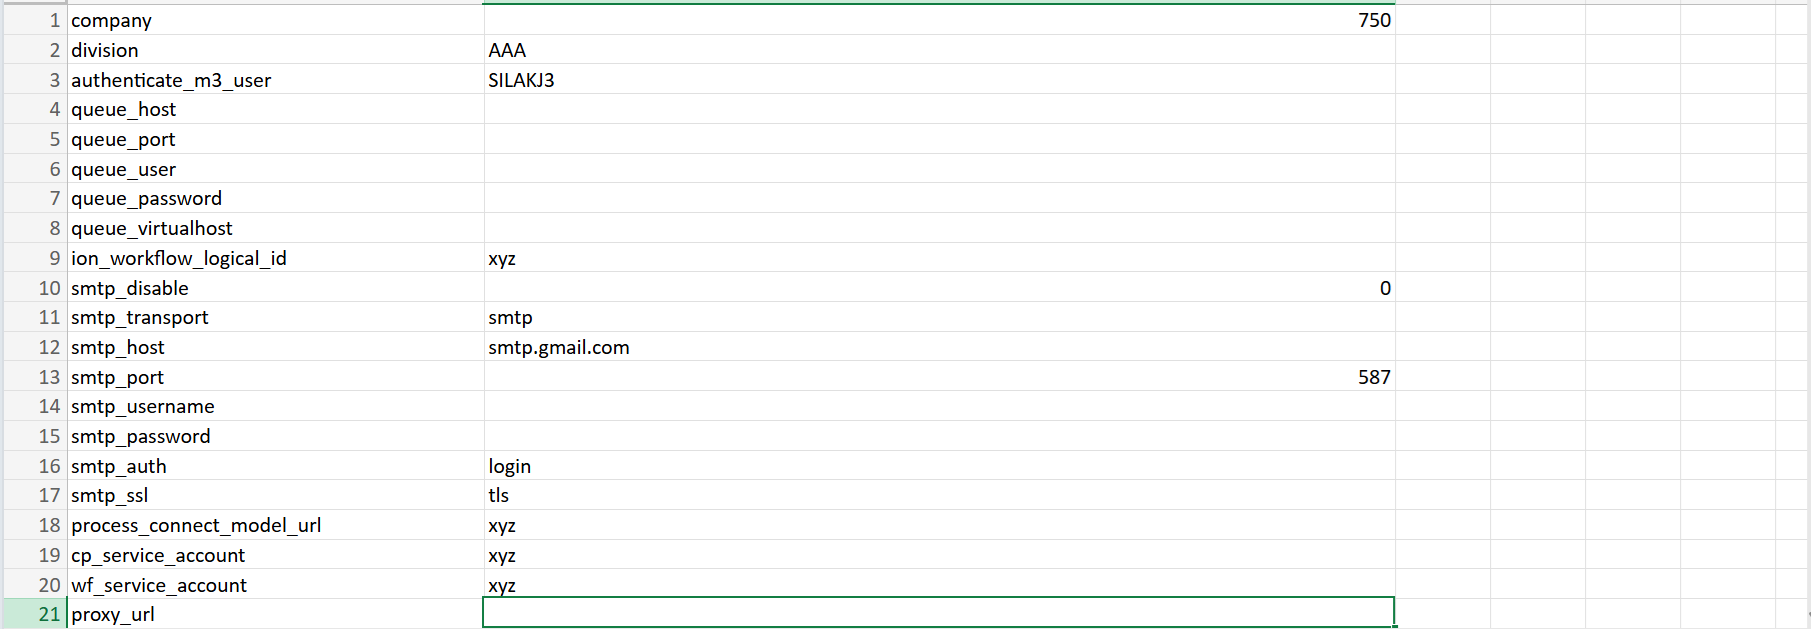 1 company 750
2 division AAA
3 authenticate_m3_user SILAKJ3
4 queue_host
5 queue_port
6 queue_user
7 queue_password
8 queue_virtualhost
9 ion_workflow_logical_id xyz
10 smtp_disable 0
11 smtp_transport smtp
12 smtp_host smtp.gmail.com
13 smtp_port 587
14 smtp_username
15 smtp_password
16 smtp_auth login
17 smtp_ssl tls
18 process_connect_model_url xyz
19 cp_service_account xyz
20 wf_service_account xyz
21 proxy_url